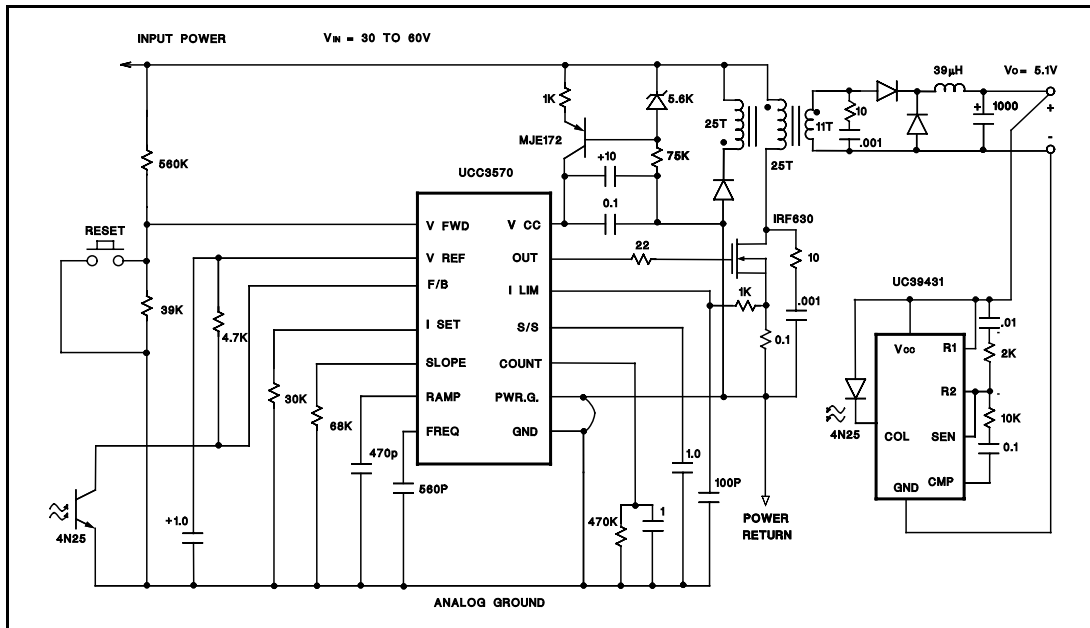 INPUT POWER
VIN = 30 TO 60V
39µH
VO= 5.1V
1K
5.6K
10
+ 1000
+
-
25T
11T
.001
MJE172
25T
560K
+10
75K
UCC3570
0.1
IRF630
RESET
V FWD
V CC
22
10
V REF
OUT
UC39431
F/B
I LIM
1K
.001
39K
4.7K
I SET
S/S
0.1
.01
VCC
R1
2K
SLOPE
COUNT
R2
30K
68K
RAMP
PWR.G.
4N25
10K
COL
SEN
FREQ
GND
470p
1.0
0.1
560P
100P
GND
CMP
+1.0
470K
1
POWER
RETURN
4N25
ANALOG GROUND